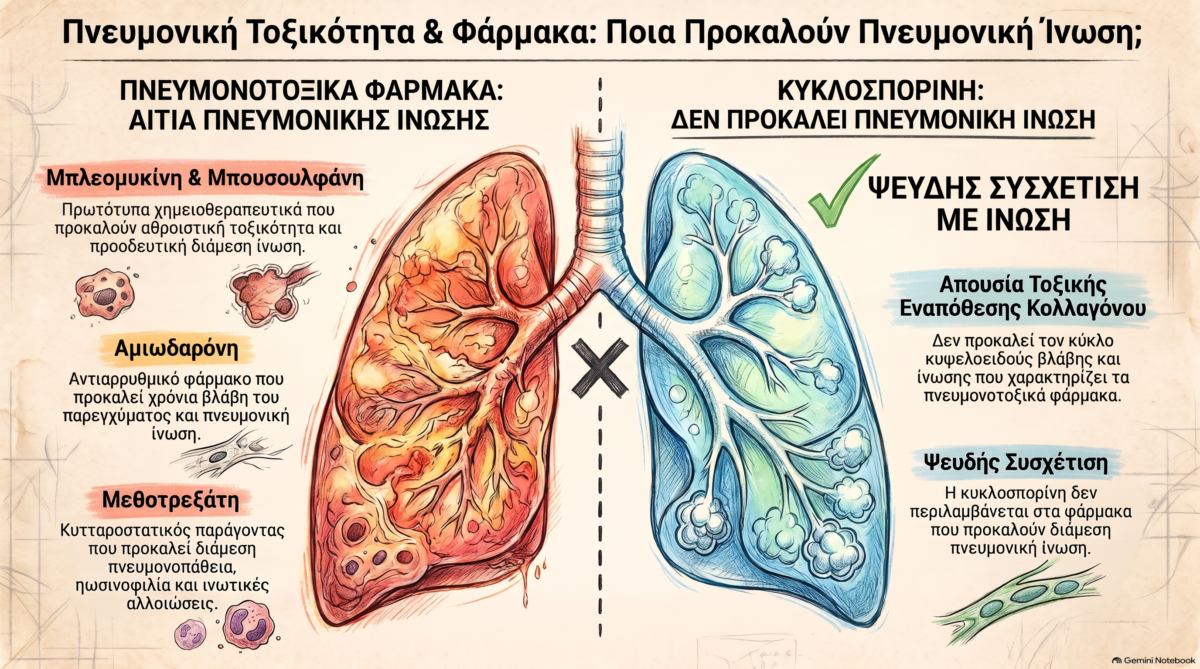 Πνευμονική Τοξικότητα & Φάρμακα: Ποια Προκαλούν Πνευμονική Ίνωση;
ΠΝΕΥΜΟΝΟΤΟΞΙΚΑ ΦΑΡΜΑΚΑ:
ΑΙΤΙΑ ΠΝΕΥΜΟΝΙΚΗΣ ΙΝΩΣΗΣ
Μπλεομυκίνη & Μπουσουλφάνη
Πρωτότυπα χημειοθεραπευτικά που
προκαλούν αθροιστική τοξικότητα και
προοδευτική διάμεση ίνωση.
Αμιωδαρόνη
Αντιαρρυθμικό φάρμακο που
προκαλεί χρόνια βλάβη του
παρεγχύματος και πνευμονική
ίνωση.
Μεθοτρεξάτη
Κυτταροστατικός παράγοντας
που προκαλεί διάμεση
πνευμονοπάθεια,
ηωσινοφιλία και ινωτικές
αλλοιώσεις.
ΚΥΚΛΟΣΠΟΡΙΝΗ:
ΔΕΝ ΠΡΟΚΑΛΕΙ ΠΝΕΥΜΟΝΙΚΗ ΙΝΩΣΗ
ΨΕΥΔΗΣ ΣΥΣΧΕΤΙΣΗ
ΜΕ ΙΝΩΣΗ
Απουσία Τοξικής
Εναπόθεσης Κολλαγόνου
Δεν προκαλεί τον κύκλο
κυψελοειδούς βλάβης και
ίνωσης που χαρακτηρίζει τα
πνευμονοτοξικά φάρμακα.
Ψευδής Συσχέτιση
Η κυκλοσπορίνη δεν
περιλαμβάνεται στα φάρμακα
που προκαλούν διάμεση
πνευμονική ίνωση.
Gemini Notebook